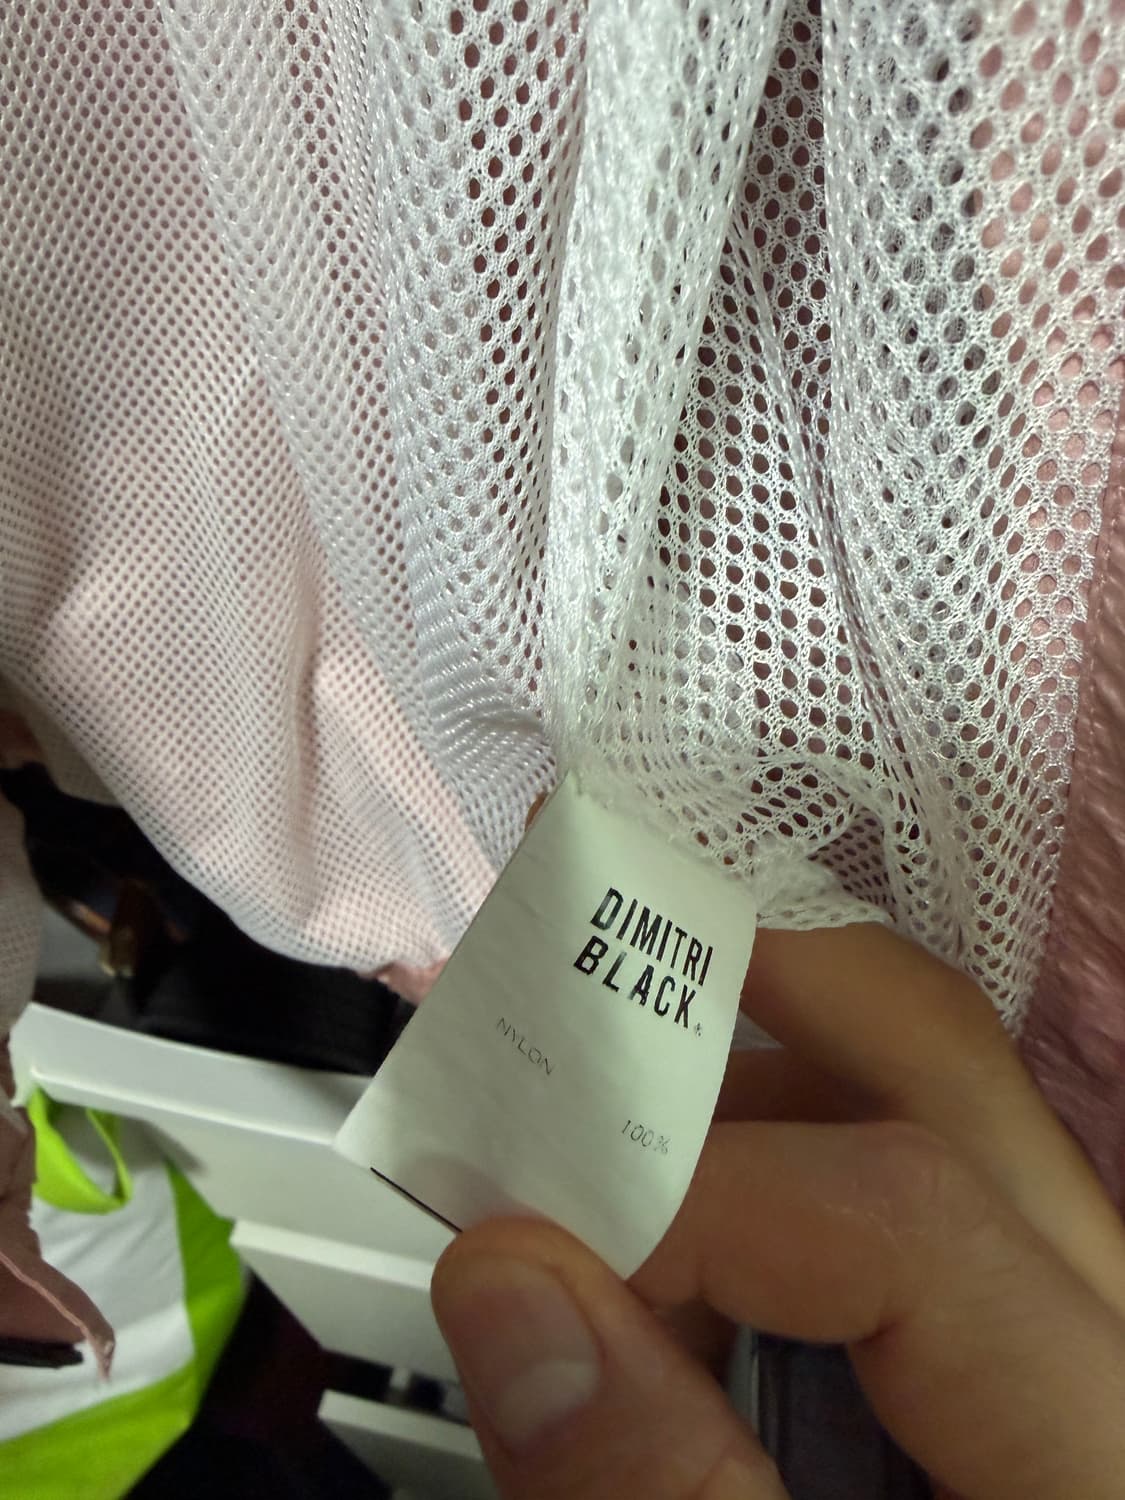 DIMITRI
BLACK®
NYLON
100%